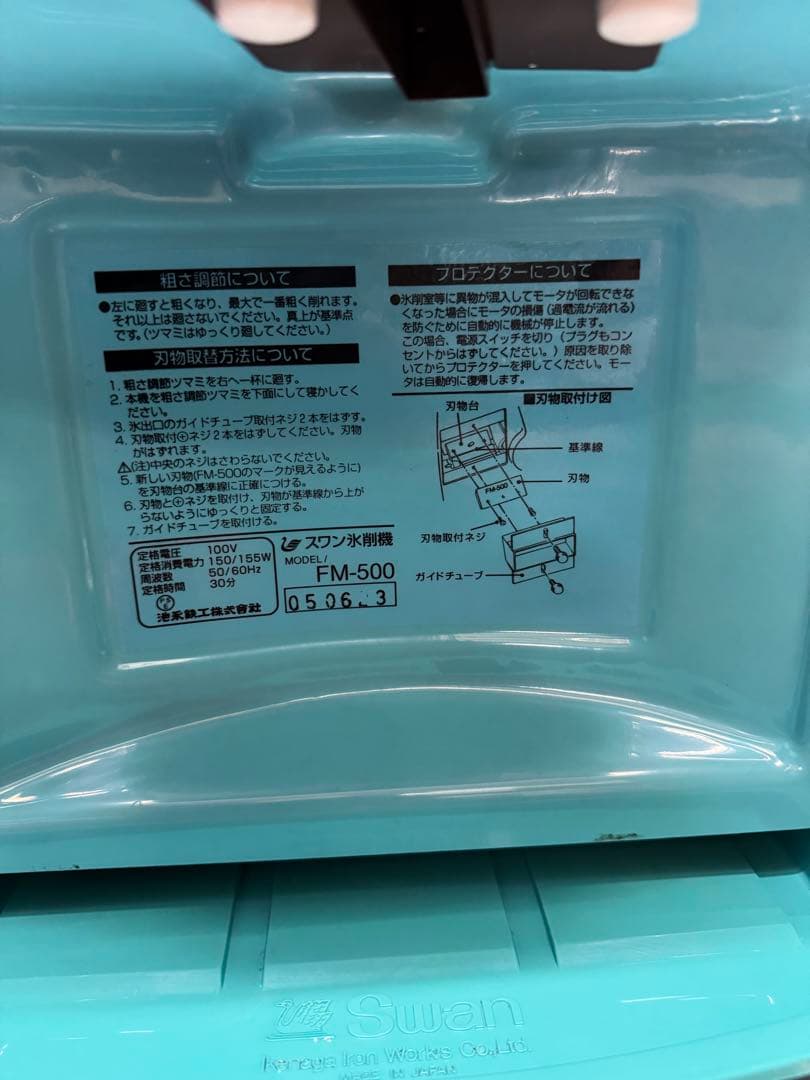 粗さ調節について
●左に廻すと粗くなり、最大で一番粗く削れます。
それ以上は廻さないでください。真上が基準点
です。(ツマミはゆっくり廻してください。)
刃物取替方法について
1. 粗さ調節ツマミを右へ一杯に廻す。
2. 本機を粗さ調節ツマミを下面にして寝かしてく
ださい。
3. 氷出口のガイドチューブ取付ネジ2本をはずす。
4. 刃物取付⊕ネジ2本をはずしてください。刃物
がはずれます。
⚠(注)中央のネジはさわらないでください。
5. 新しい刃物(FM-500のマークが見えるように)
を刃物台の基準線に正確につける。
6. 刃物と⊕ネジを取付け、刃物が基準線から上が
らないようにゆっくりと固定する。
7. ガイドチューブを取付ける。
定格電圧 100V
定格消費電力 150/155W
周波数 50/60Hz
定格時間 30分
池永鉄工株式会社
スワン氷削機
MODEL/
FM-500
0506 3
プロテクターについて
●氷削室等に異物が混入してモータが回転できな
くなった場合にモータの損傷(過電流が流れる)
を防ぐために自動的に機械が停止します。
この場合、電源スイッチを切り(プラグもコン
セントからはずしてください。)原因を取り除
いてからプロテクターを押してください。モー
タは自動的に復帰します。
■刃物取付け図
刃物台
基準線
刃物
FM-500
刃物取付ネジ
ガイドチューブ
Swan
Iron Works Co.,Ltd.
MADE IN JAPAN